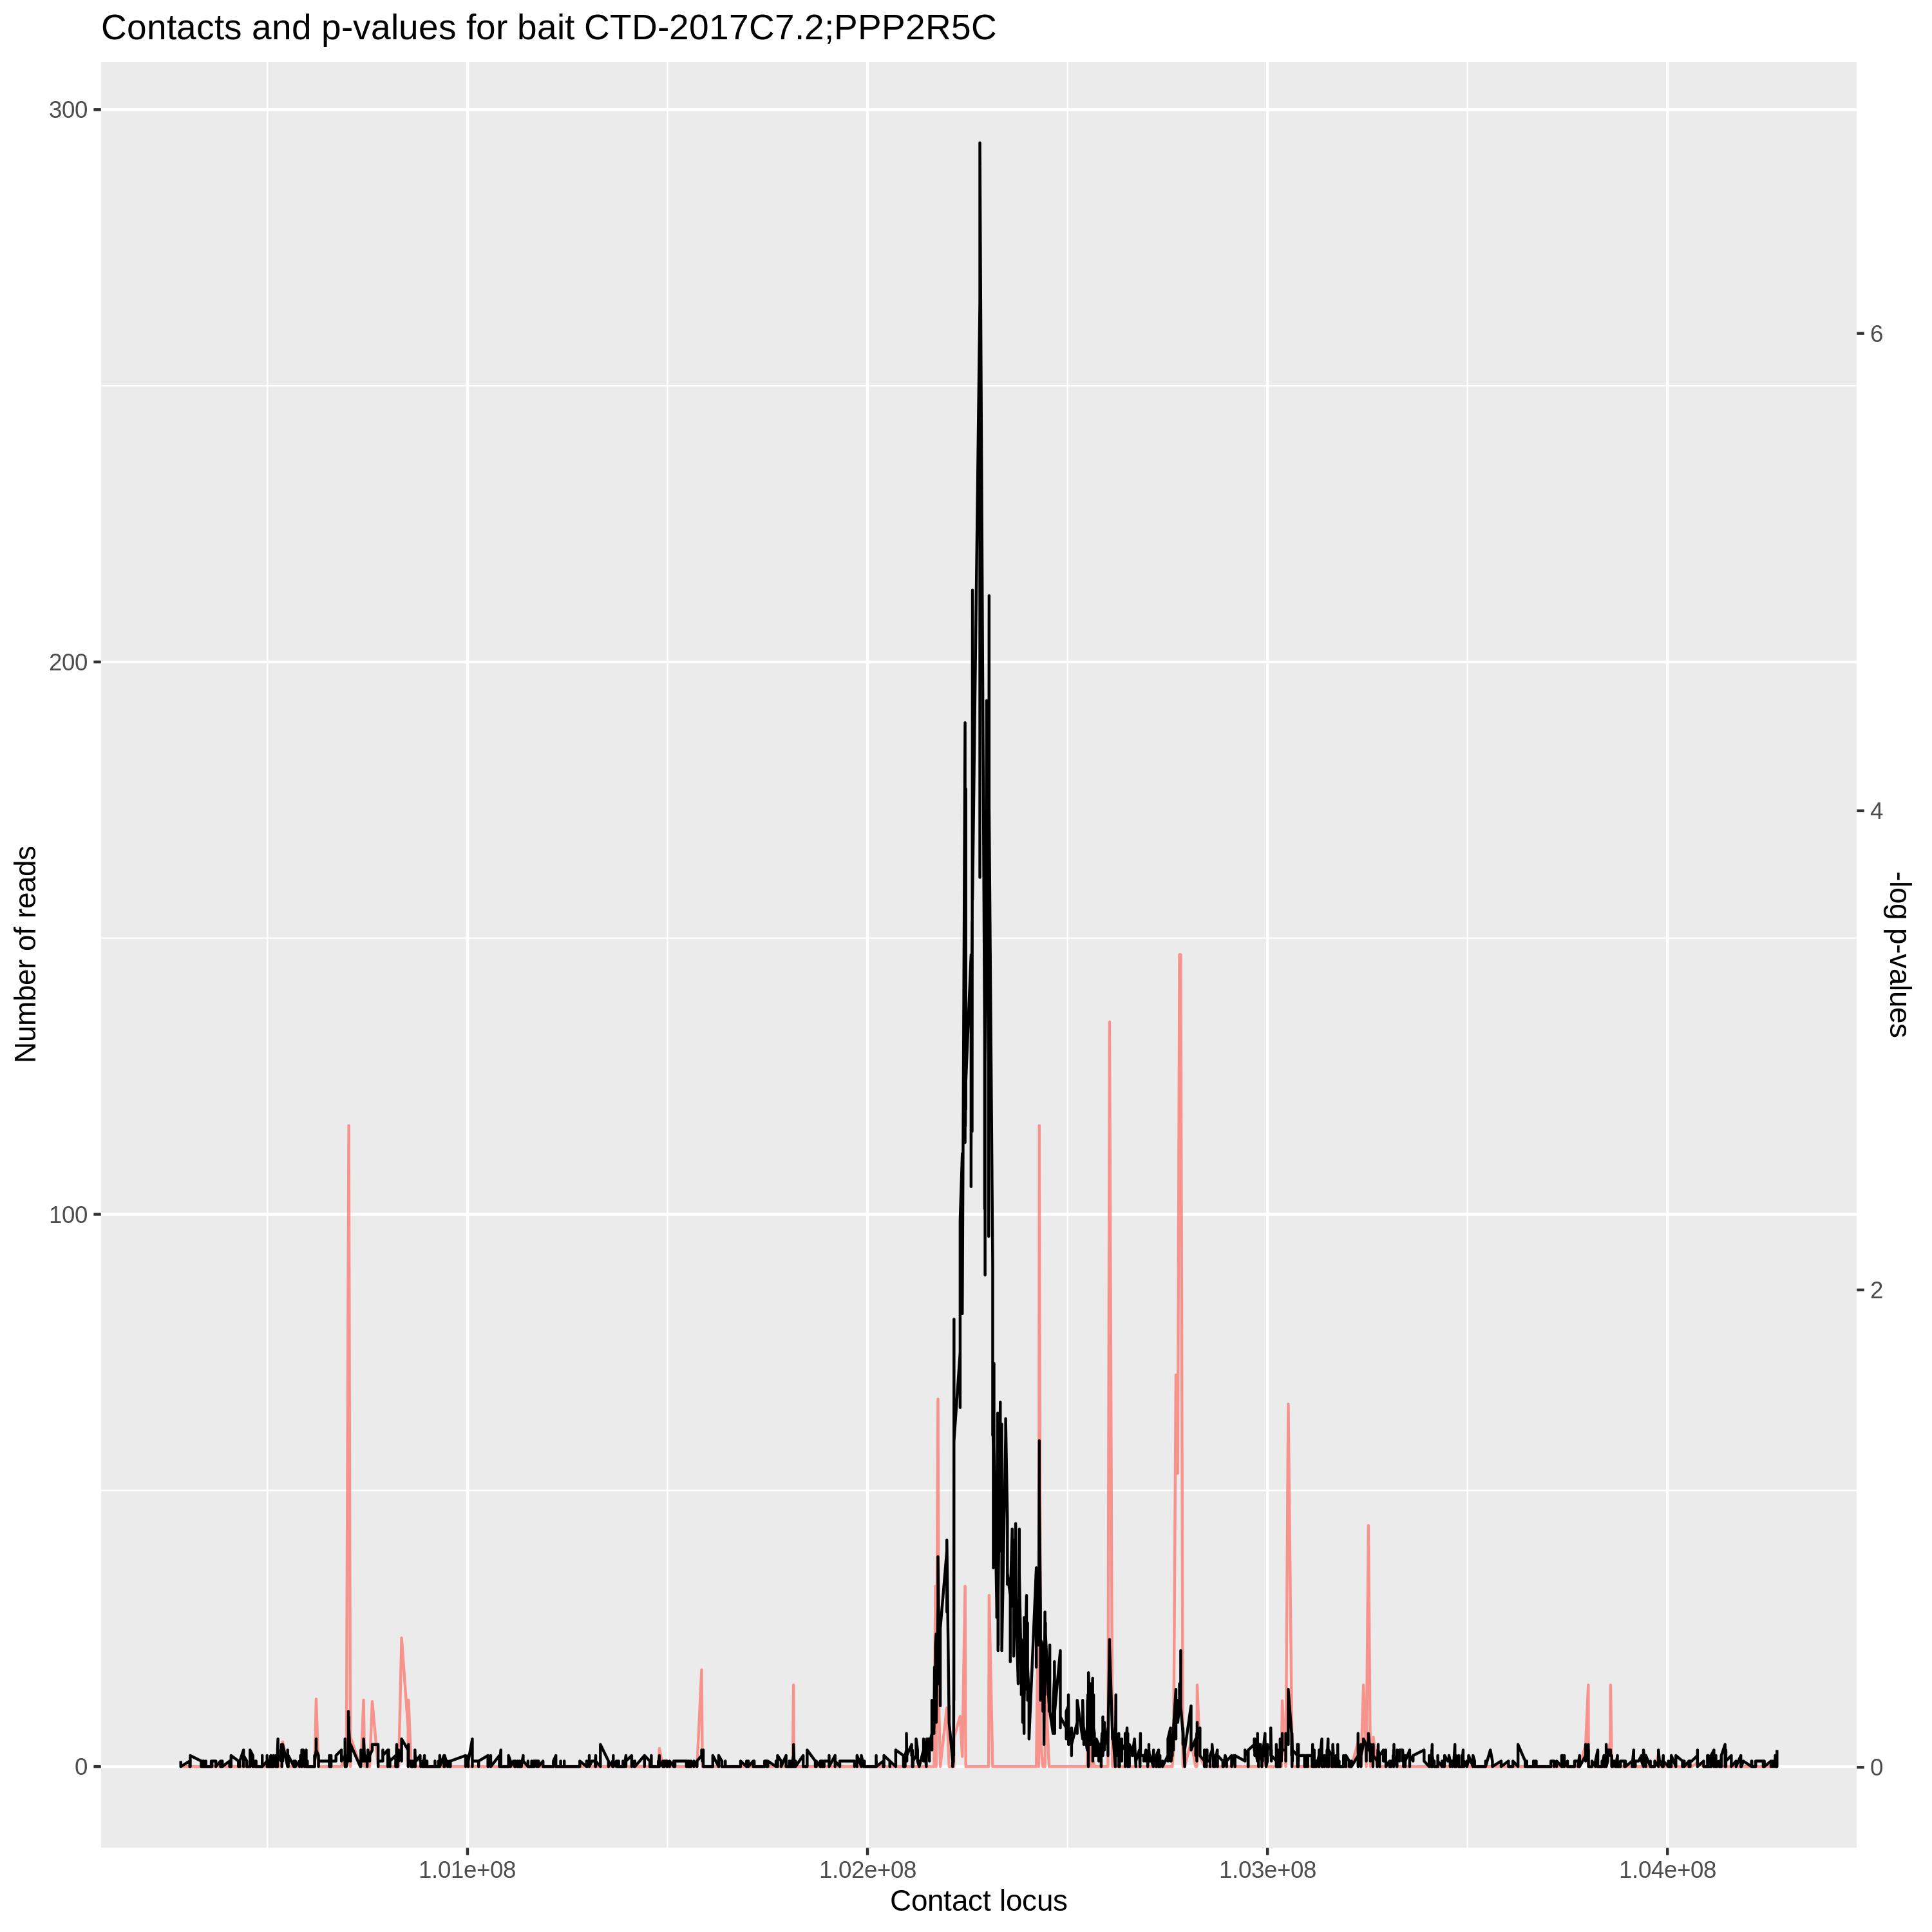 Contacts and p-values for bait CTD-2017C7.2;PPP2R5C
300
200
100
0
Number of reads
6
4
2
0
-log p-values
1.01e+08
1.02e+08
1.03e+08
1.04e+08
Contact locus